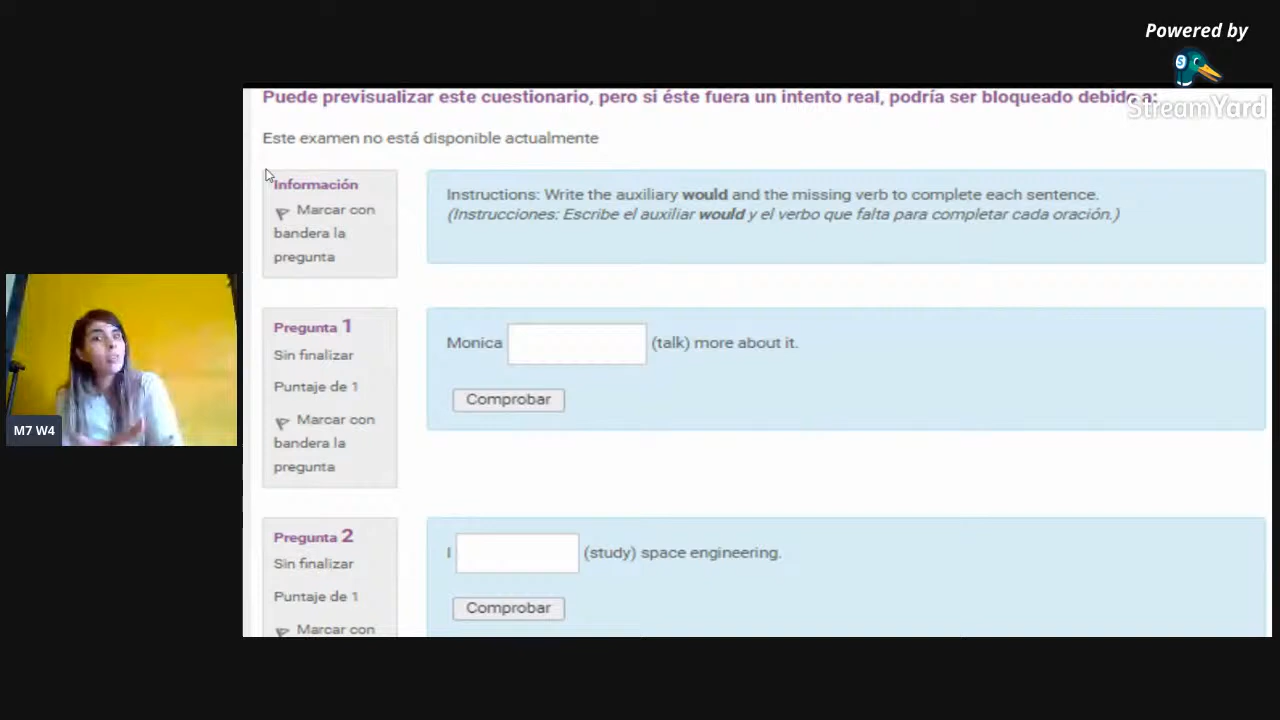 Powered by
StreamYard
Puede previsualizar este cuestionario, pero si éste fuera un intento real, podría ser bloqueado debido a:
Este examen no está disponible actualmente
Información
Marcar con
bandera la
pregunta
Instructions: Write the auxiliary would and the missing verb to complete each sentence.
(Instrucciones: Escribe el auxiliar would y el verbo que falta para completar cada oración.)
Pregunta 1
Sin finalizar
Puntaje de 1
Marcar con
bandera la
pregunta
Monica (talk) more about it.
Comprobar
M7 W4
Pregunta 2
Sin finalizar
Puntaje de 1
Marcar con
I (study) space engineering.
Comprobar